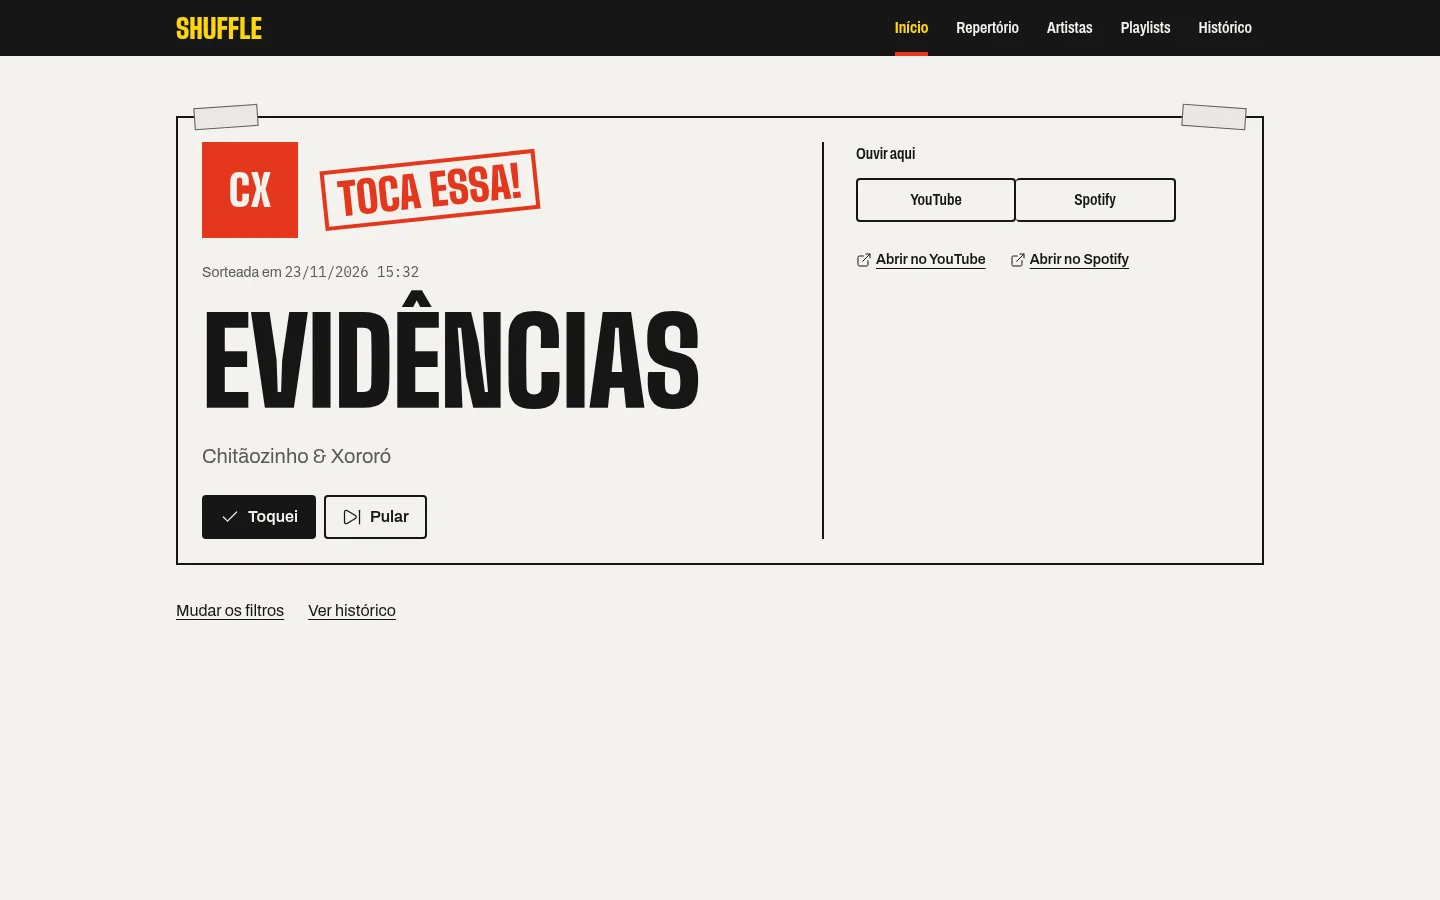 SHUFFLE
Início
Repertório
Artistas
Playlists
Histórico
CX
TOCA ESSA!
Sorteada em 23/11/2026 15:32
EVIDÊNCIAS
Chitãozinho & Xororó
Toquei
Pular
Ouvir aqui
YouTube
Spotify
Abrir no YouTube
Abrir no Spotify
Mudar os filtros
Ver histórico